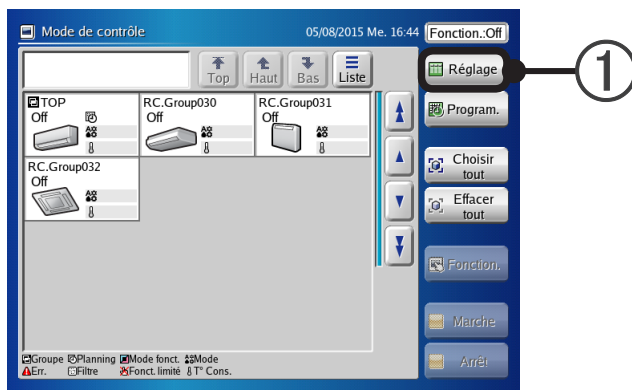 Mode de contrôle 05/08/2015 Me. 16:44 Fonction.:Off
Top Haut Bas Liste
Réglage
1
Program.
TOP
Off
RC.Group030
Off
RC.Group031
Off
RC.Group032
Off
Choisir
tout
Effacer
tout
Fonction.
Marche
Arrêt
Groupe Planning Mode fonct. Mode
Err. Filtre Fonct. limité T° Cons.